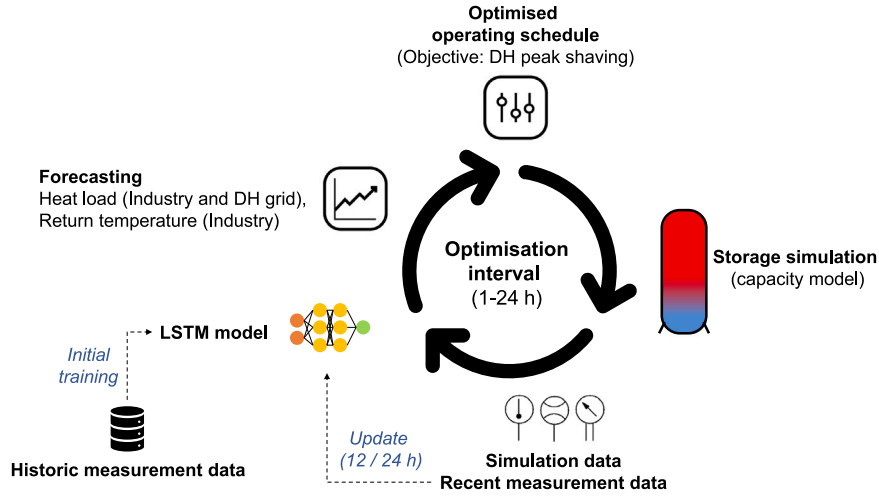 Optimised
operating schedule
(Objective: DH peak shaving)
Forecasting
Heat load (Industry and DH grid),
Return temperature (Industry)
Optimisation
interval
(1-24 h)
Storage simulation
(capacity model)
LSTM model
Initial
training
Historic measurement data
Update
(12 / 24 h)
Simulation data
Recent measurement data